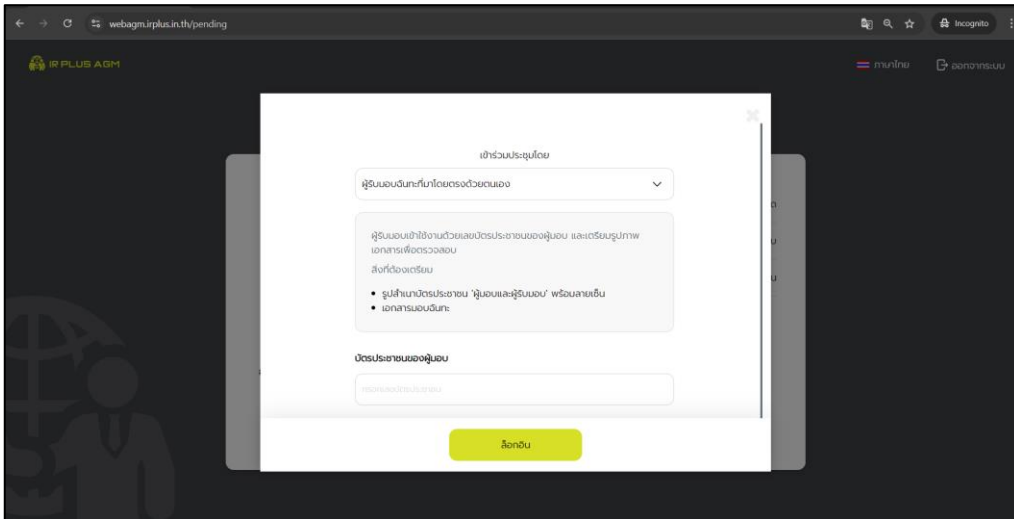 webagm.irplus.in.th/pending
Incognito
IR PLUS AGM
ภาษาไทย
ออกจากระบบ
เข้าร่วมประชุมโดย
ผู้รับมอบฉันทะที่มาโดยตรงด้วยตนเอง
ผู้รับมอบเข้าใช้งานด้วยเลขบัตรประชาชนของผู้มอบ และเตรียมรูปภาพ
เอกสารเพื่อตรวจสอบ
สิ่งที่ต้องเตรียม
• รูปสำเนาบัตรประชาชน 'ผู้มอบและผู้รับมอบ' พร้อมลายเซ็น
• เอกสารมอบฉันทะ
บัตรประชาชนของผู้มอบ
ล็อกอิน